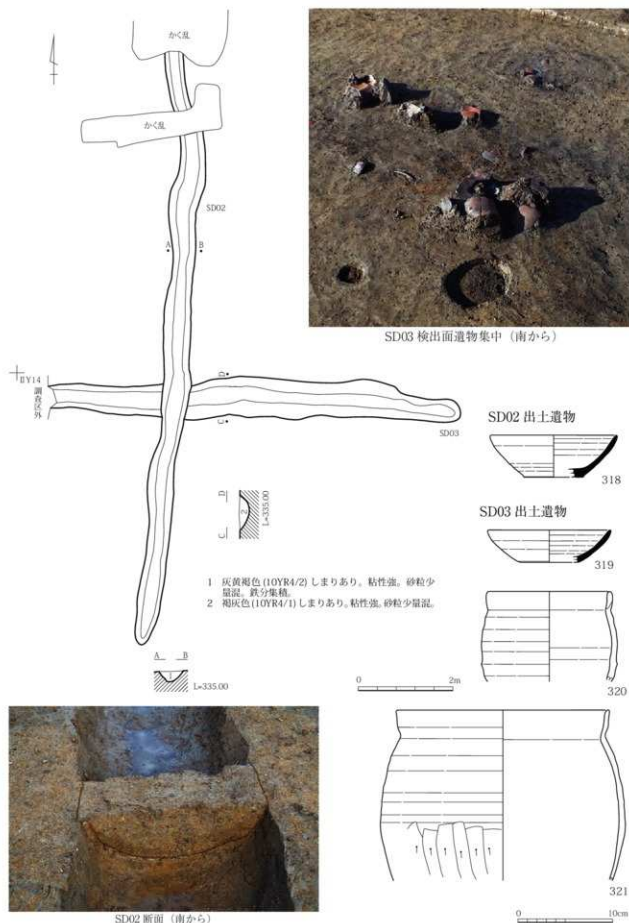 かく乱
かく乱
SD02
A
B
SD03 検出面遺物集中（南から）
ⅡY14
調査区外
D
C
SD03
SD02 出土遺物
318
D
2
C
L=335.00
SD03 出土遺物
319
1 灰黄褐色(10YR4/2)しまりあり。粘性強。砂粒少
量混。鉄分集積。
2 褐灰色(10YR4/1)しまりあり。粘性強。砂粒少量混。
320
A
B
1
L=335.00
0
2m
SD02 断面（南から）
321
0
10cm